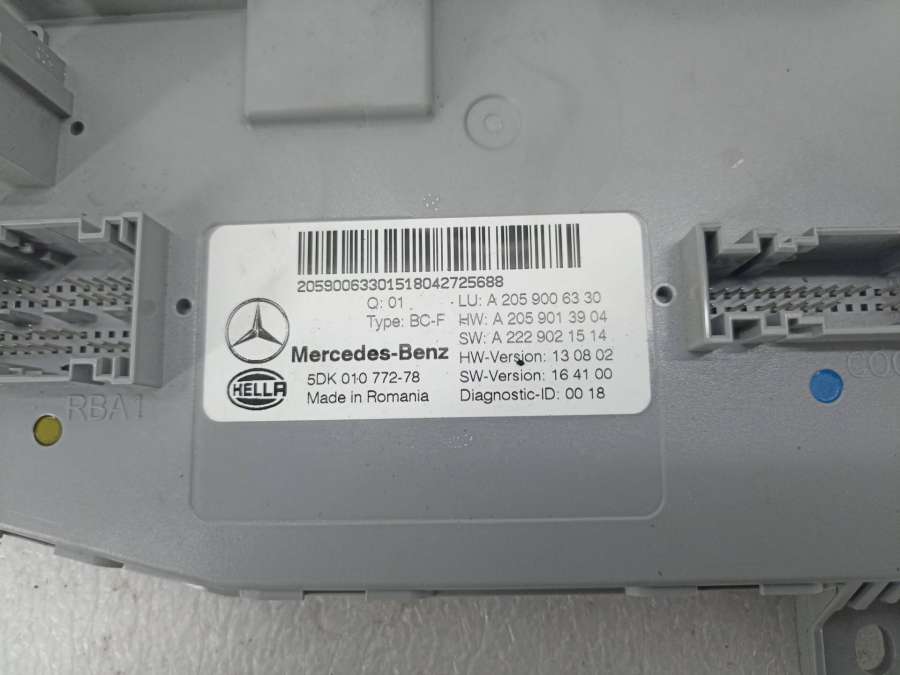 20590063301518042725688
Q: 01 LU: A 205 900 63 30
Type: BC-F HW: A 205 901 39 04
SW: A 222 902 15 14
Mercedes-Benz HW-Version: 13 08 02
HELLA 5DK 010 772-78 SW-Version: 16 41 00
Made in Romania Diagnostic-ID: 00 18
RBA1